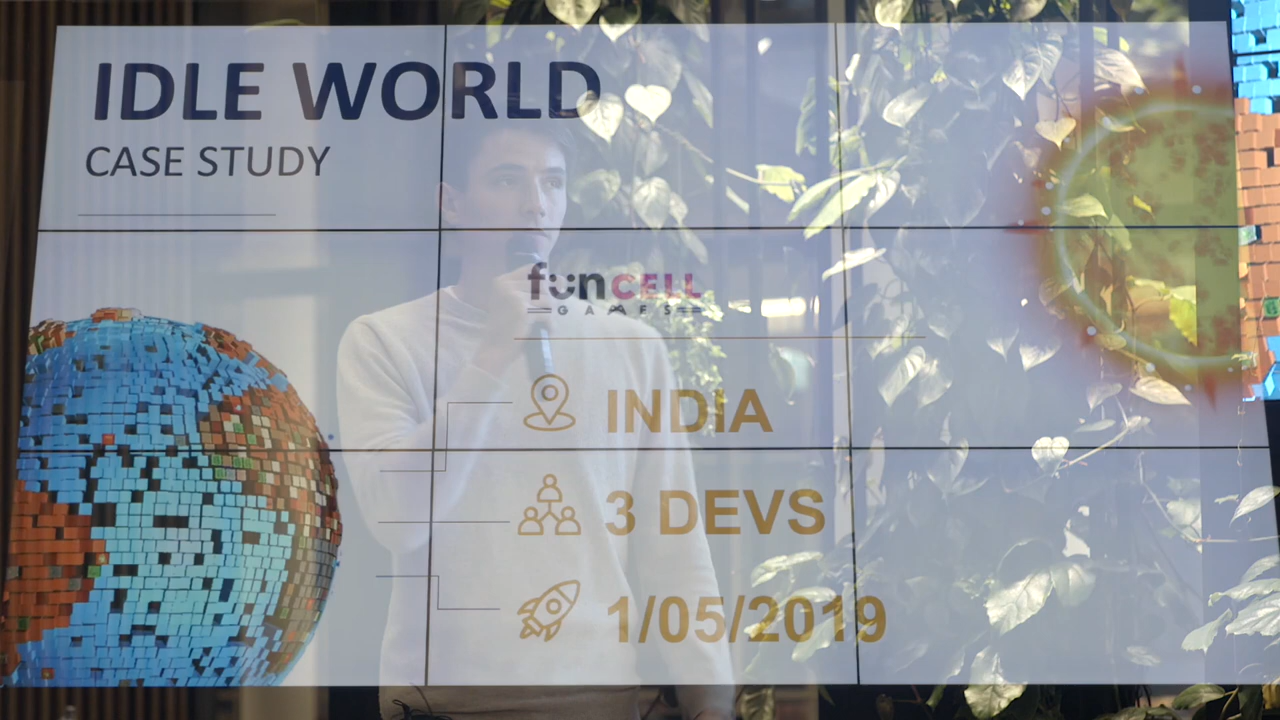 IDLE WORLD
CASE STUDY
funCELL
GAMES
INDIA
3 DEVS
1/05/2019